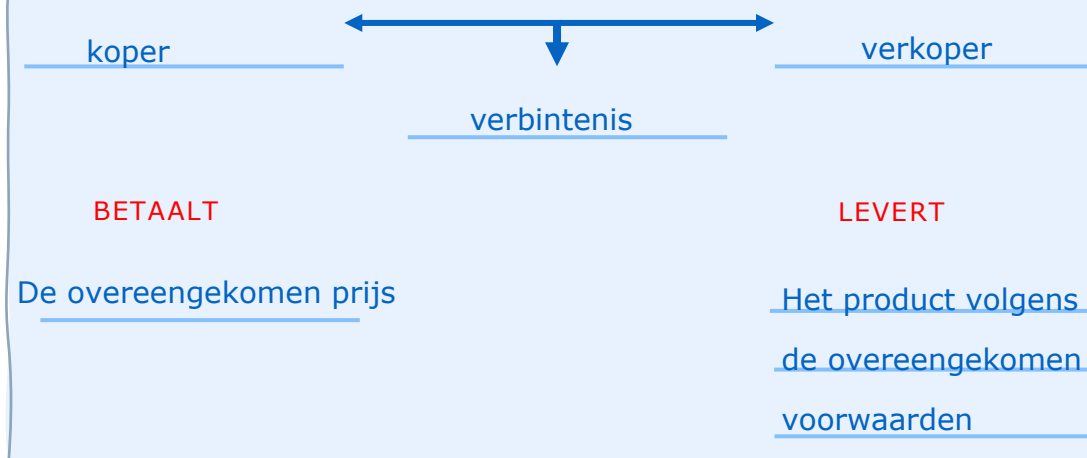 koper
verkoper
verbintenis
BETAALT
LEVERT
De overeengekomen prijs
Het product volgens
de overeengekomen
voorwaarden